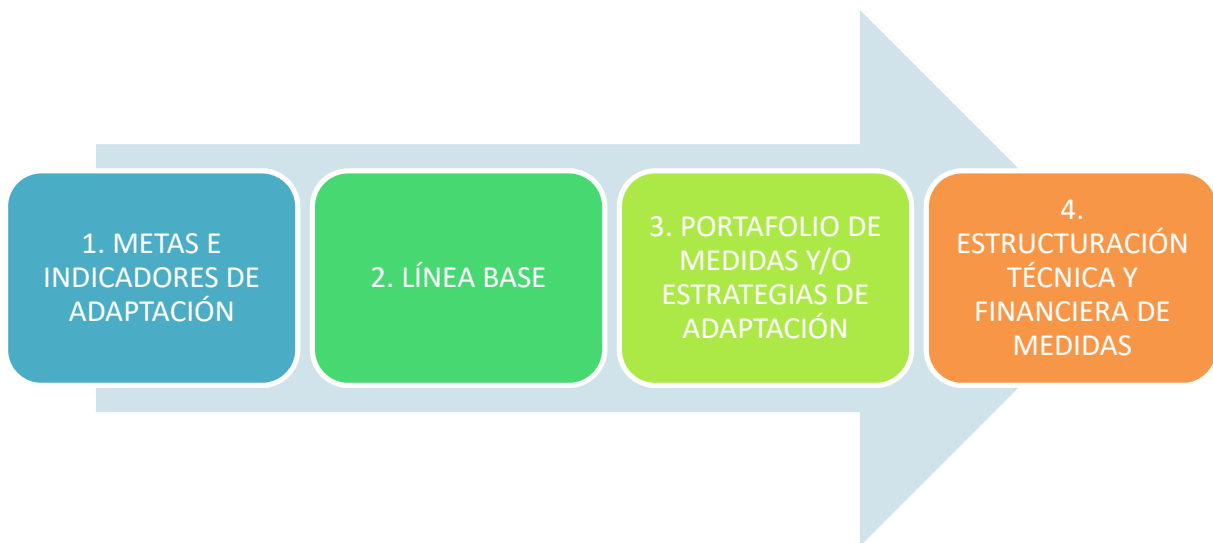 1. METAS E
INDICADORES DE
ADAPTACIÓN
2. LÍNEA BASE
3. PORTAFOLIO DE
MEDIDAS Y/O
ESTRATEGIAS DE
ADAPTACIÓN
4.
ESTRUCTURACIÓN
TÉCNICA Y
FINANCIERA DE
MEDIDAS